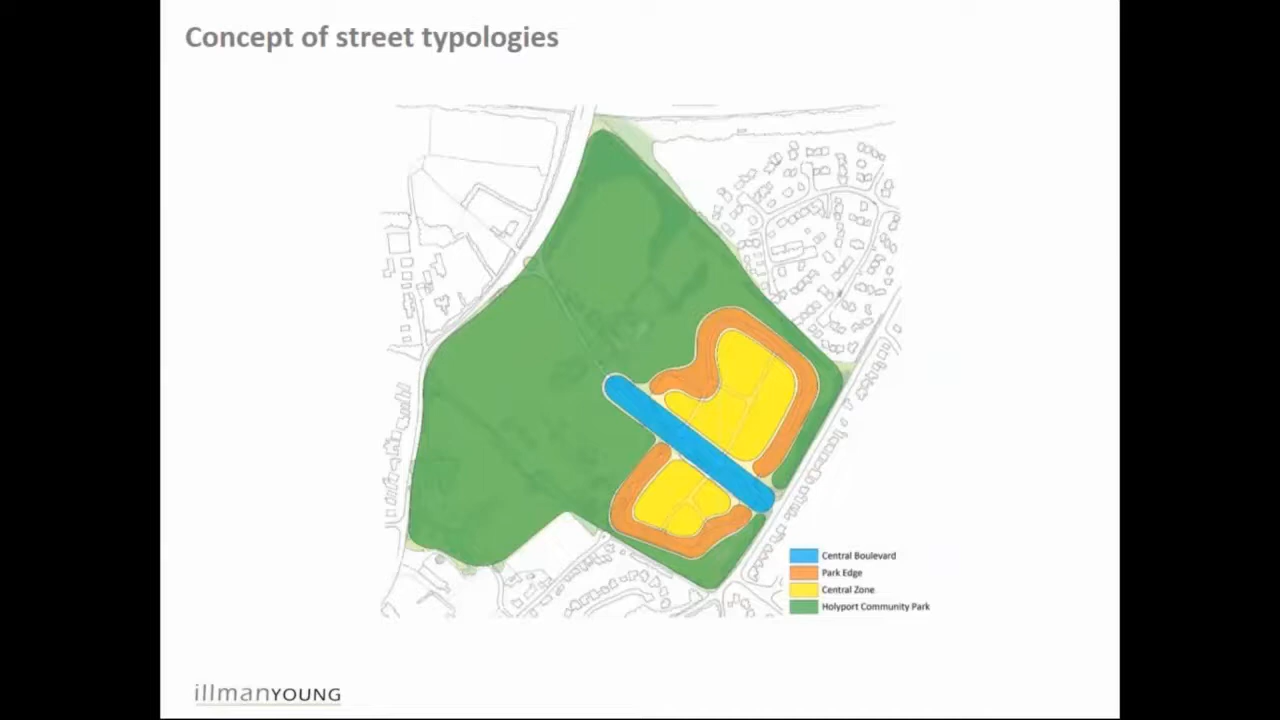 Concept of street typologies
Central Boulevard
Park Edge
Central Zone
Holyport Community Park
illmanYOUNG